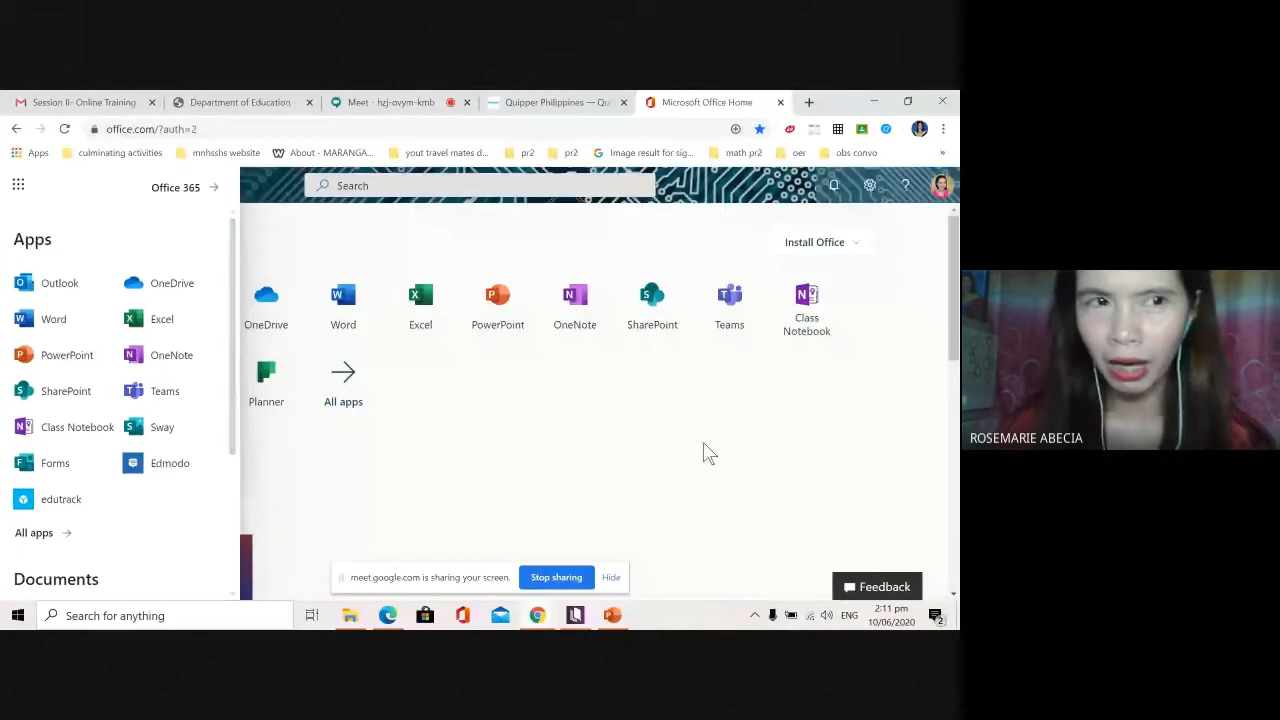 Session II- Online Training
Department of Education
Meet - hzj-ovym-kmb
Quipper Philippines — Qui
Microsoft Office Home
office.com/?auth=2
Apps
culminating activities
mnhsshs website
About - MARANGA...
yout travel mates d...
pr2
pr2
Image result for sig...
math pr2
oer
obs convo
Office 365
Search
Apps
Install Office
Outlook
OneDrive
Word
Excel
PowerPoint
OneNote
SharePoint
Teams
Class Notebook
Sway
Forms
Edmodo
edutrack
All apps
Documents
OneDrive
Word
Excel
PowerPoint
OneNote
SharePoint
Teams
Class
Notebook
Planner
All apps
meet.google.com is sharing your screen.
Stop sharing
Hide
Feedback
Search for anything
ENG
2:11 pm
10/06/2020
2
ROSEMARIE ABECIA